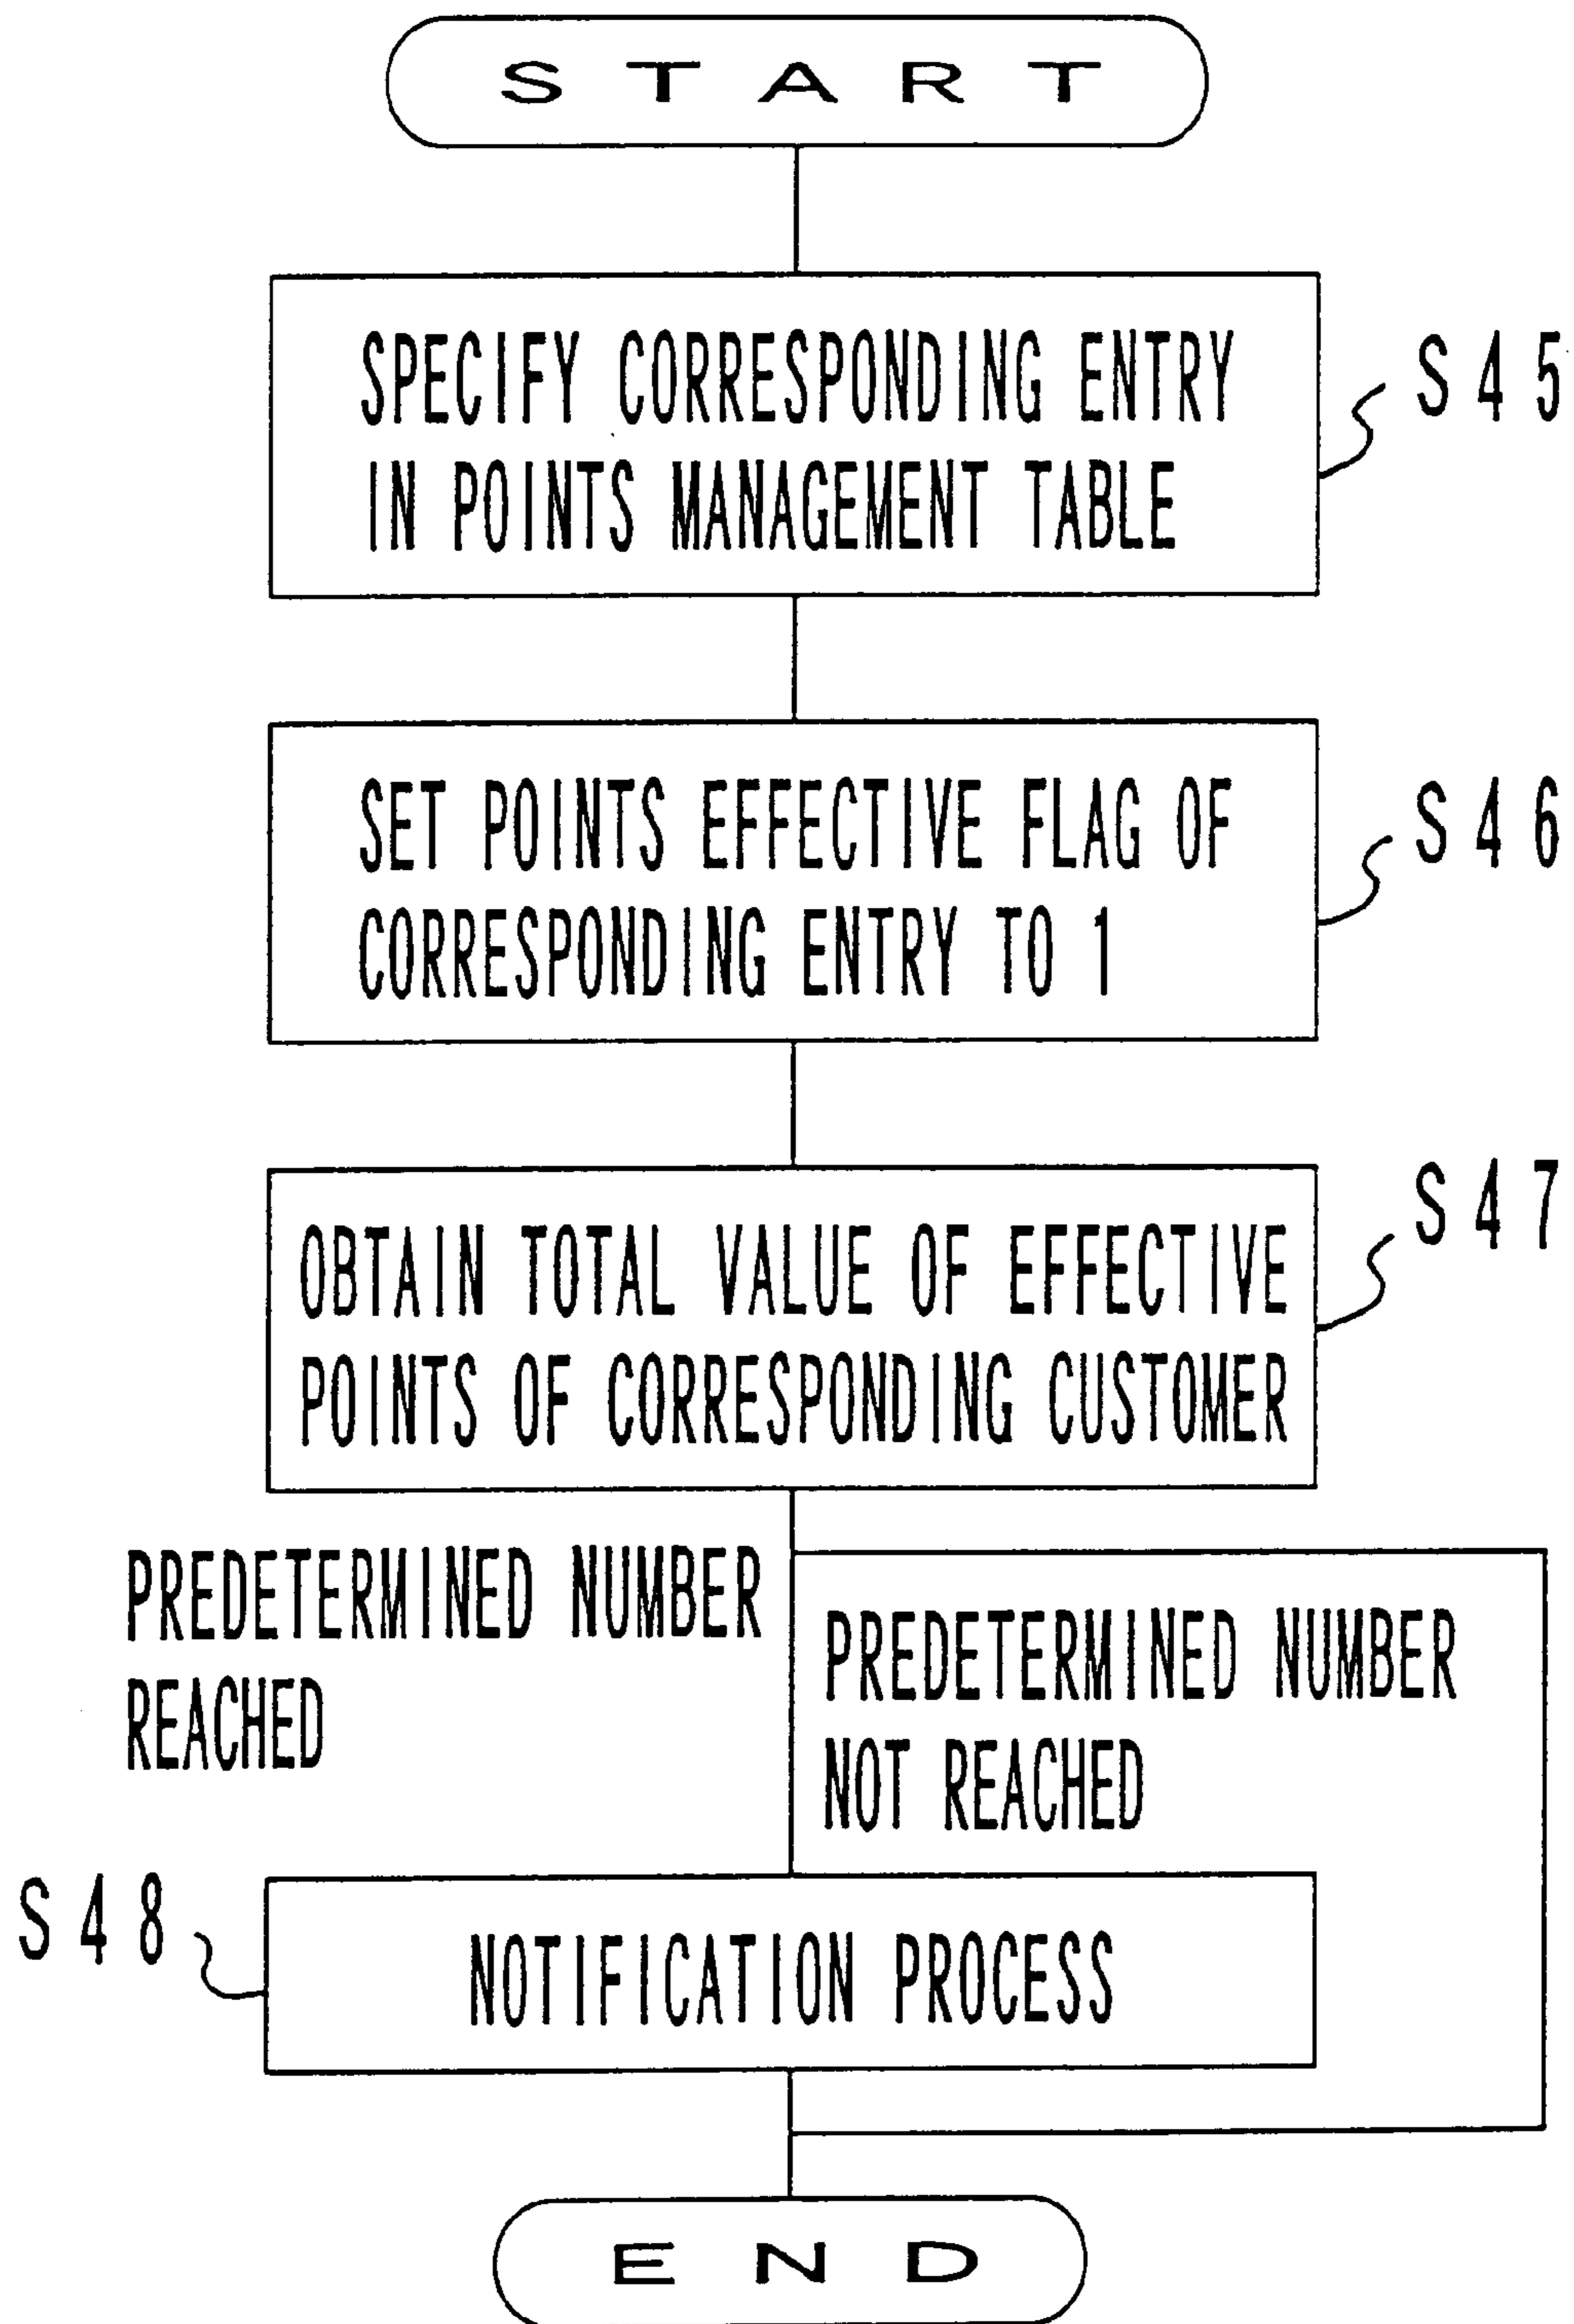 START
SPECIFY CORRESPONDING ENTRY
IN POINTS MANAGEMENT TABLE
S45
SET POINTS EFFECTIVE FLAG OF
CORRESPONDING ENTRY TO 1
S46
OBTAIN TOTAL VALUE OF EFFECTIVE
POINTS OF CORRESPONDING CUSTOMER
S47
PREDETERMINED NUMBER
REACHED
PREDETERMINED NUMBER
NOT REACHED
S48
NOTIFICATION PROCESS
END